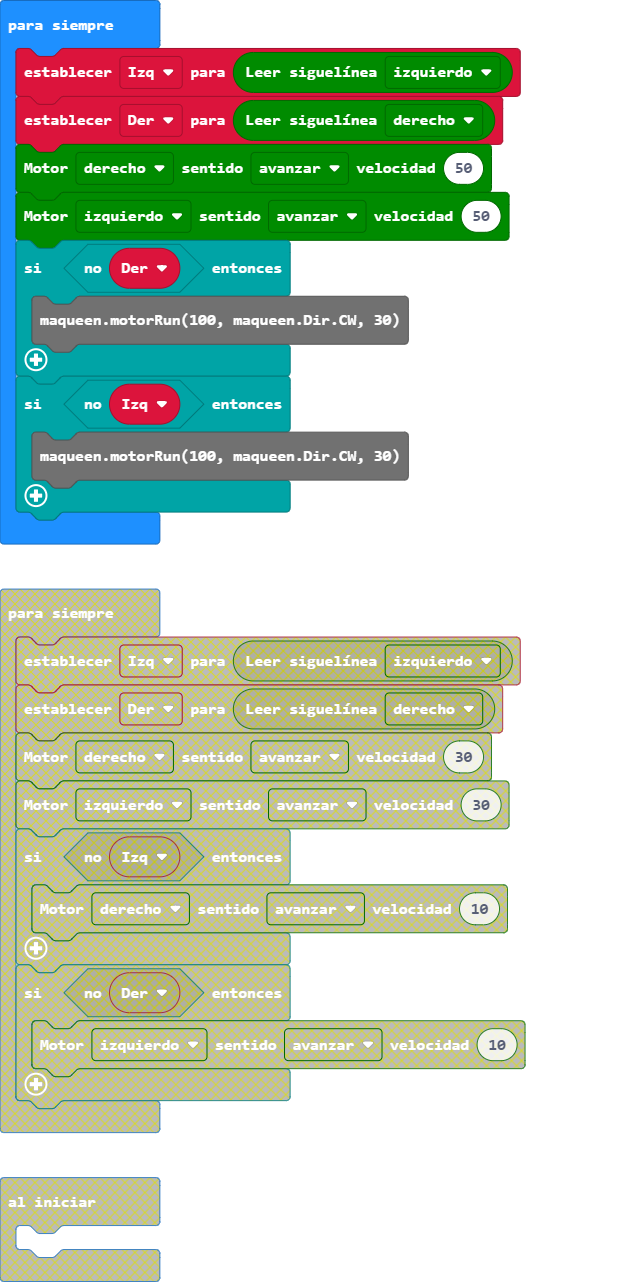 para siempre
establecer Izq para Leer siguelínea izquierdo
establecer Der para Leer siguelínea derecho
Motor derecho sentido avanzar velocidad 50
Motor izquierdo sentido avanzar velocidad 50
si no Der entonces
maqueen.motorRun(100, maqueen.Dir.CW, 30)
si no Izq entonces
maqueen.motorRun(100, maqueen.Dir.CW, 30)
para siempre
establecer Izq para Leer siguelínea izquierdo
establecer Der para Leer siguelínea derecho
Motor derecho sentido avanzar velocidad 30
Motor izquierdo sentido avanzar velocidad 30
si no Izq entonces
Motor derecho sentido avanzar velocidad 10
si no Der entonces
Motor izquierdo sentido avanzar velocidad 10
al iniciar